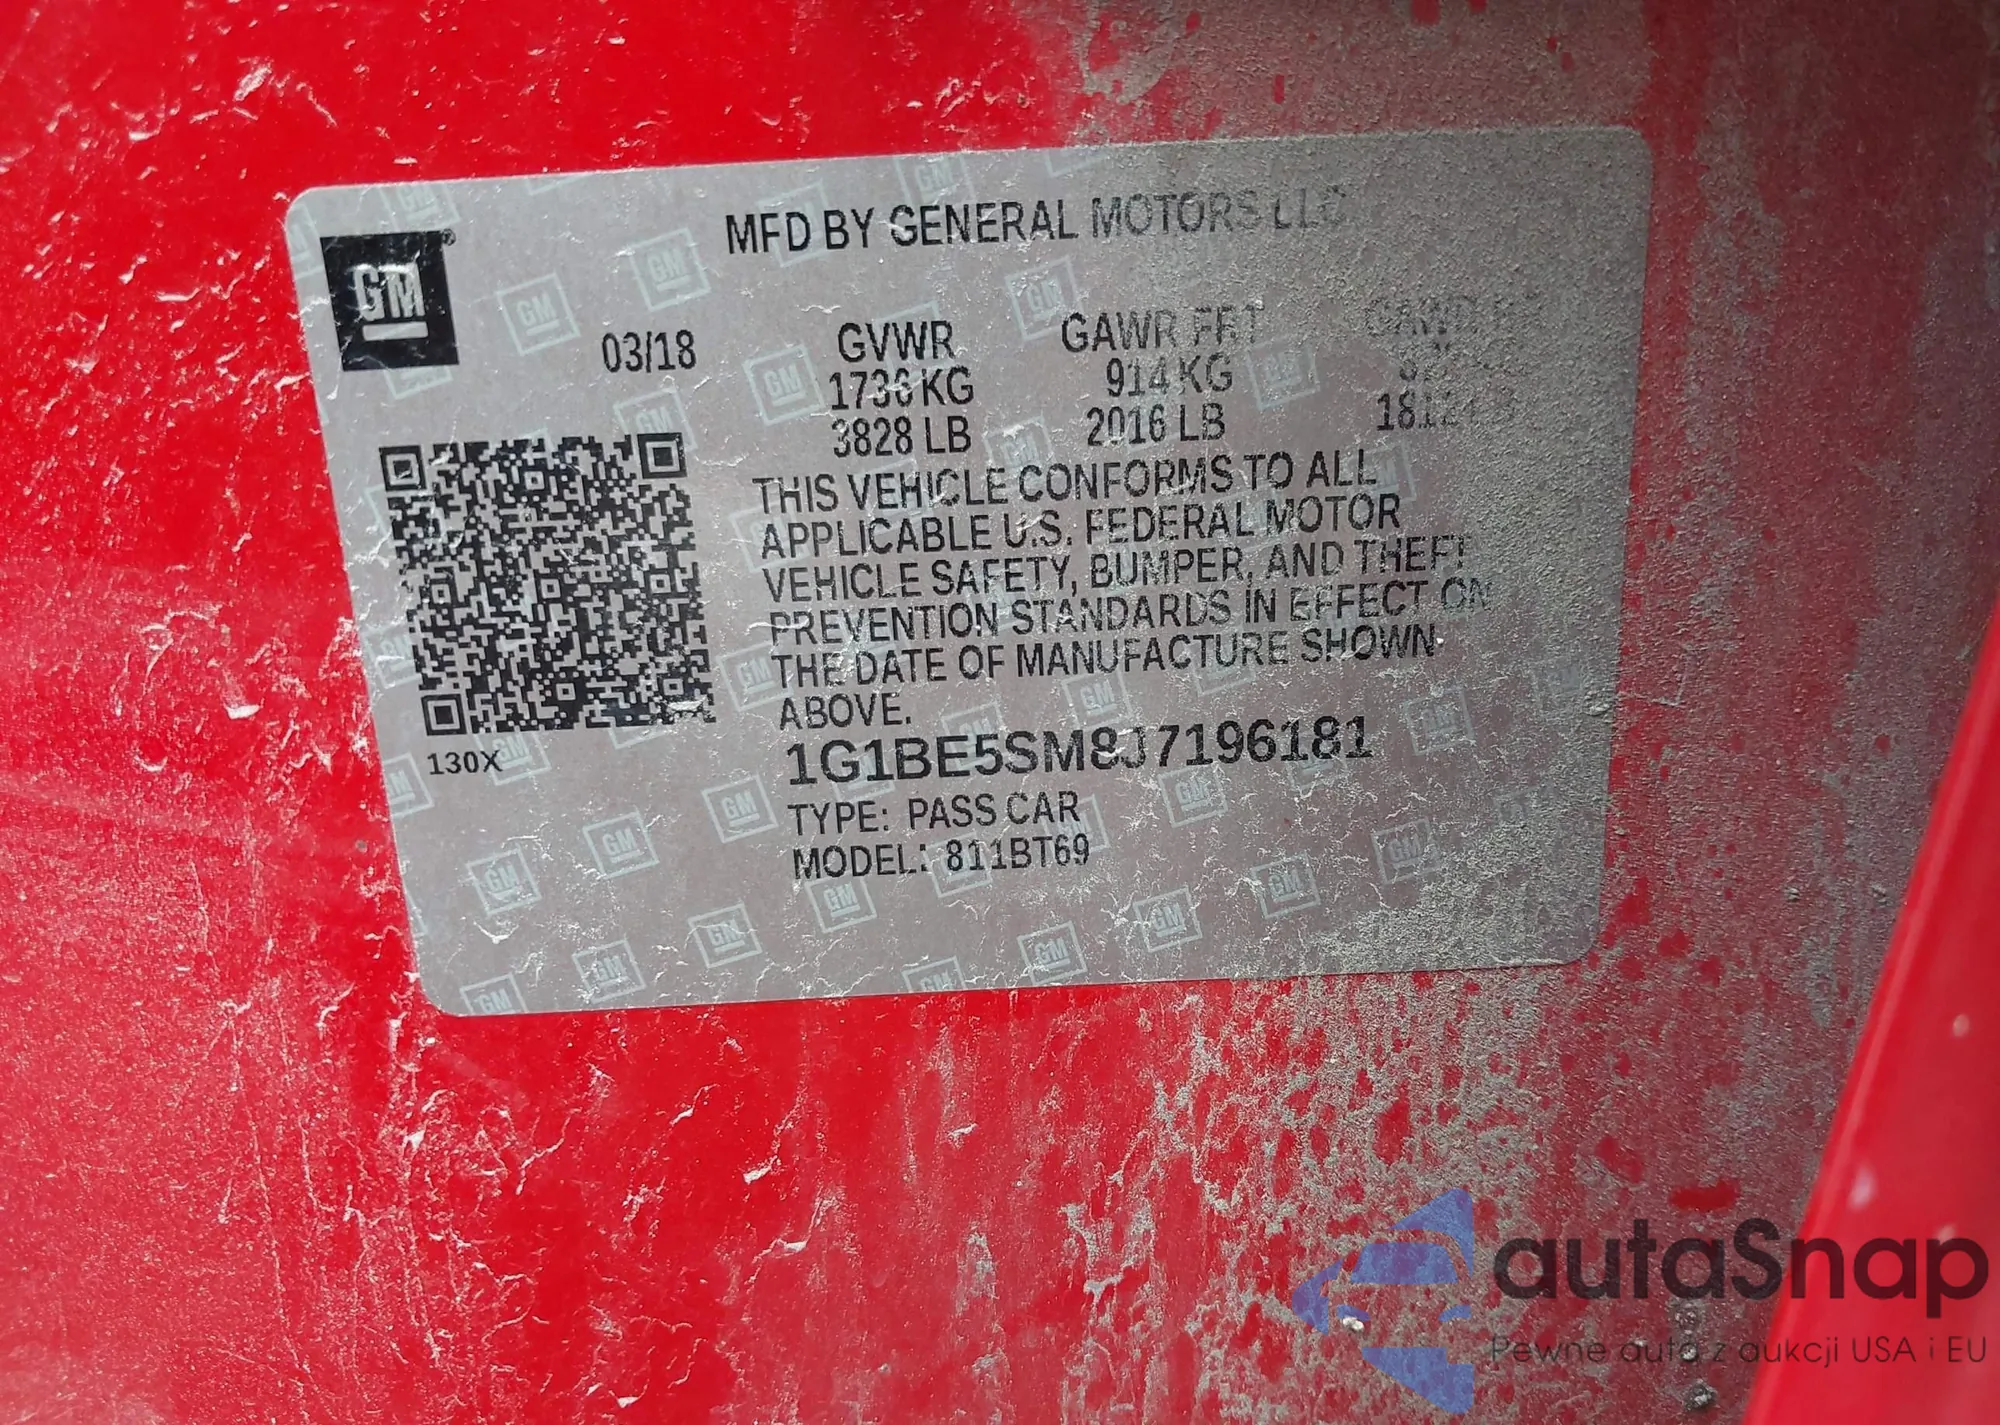 MFD BY GENERAL MOTORS LLC
GM
03/18 GVWR GAWR FRT GAWR
1736 KG 914 KG
3828 LB 2016 LB
THIS VEHICLE CONFORMS TO ALL
APPLICABLE U.S. FEDERAL MOTOR
VEHICLE SAFETY, BUMPER, AND THEFT
PREVENTION STANDARDS IN EFFECT ON
THE DATE OF MANUFACTURE SHOWN
ABOVE.
130X
1G1BE5SM8J7196181
TYPE: PASS CAR
MODEL: 811BT69
autaSnap
Pewne auta z aukcji USA i EU